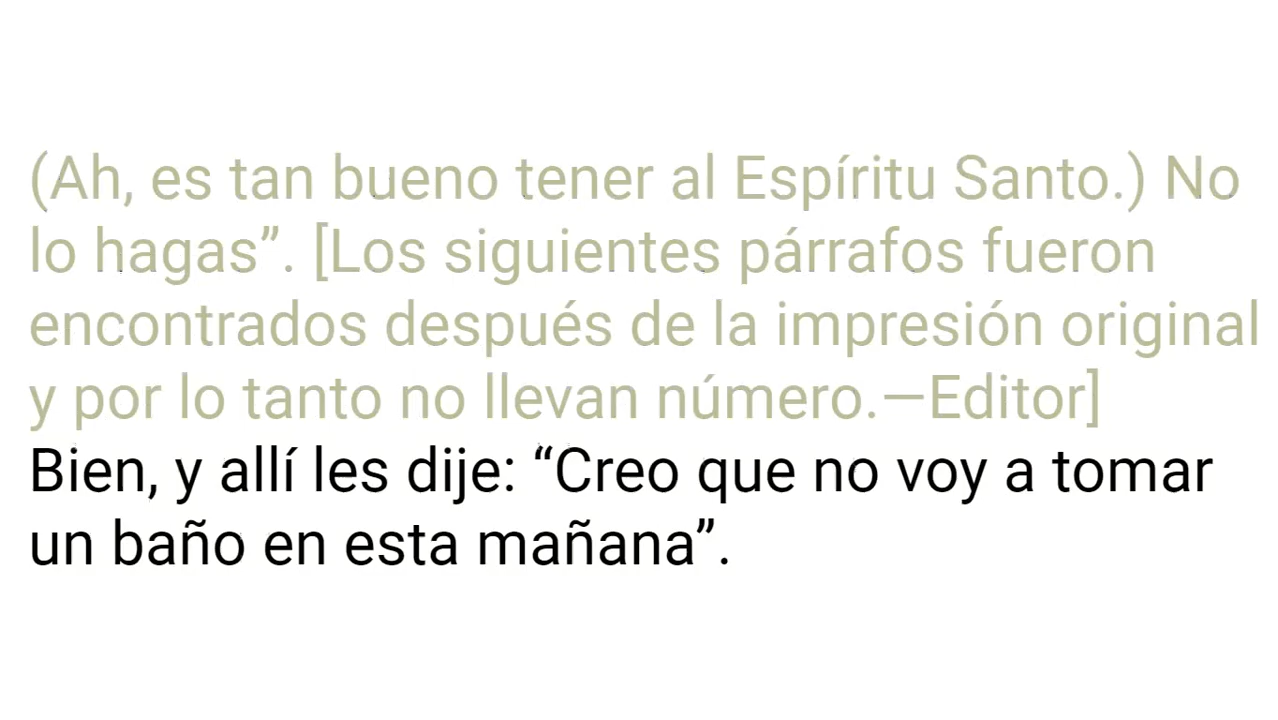 (Ah, es tan bueno tener al Espíritu Santo.) No
lo hagas”. [Los siguientes párrafos fueron
encontrados después de la impresión original
y por lo tanto no llevan número.—Editor]
Bien, y allí les dije: “Creo que no voy a tomar
un baño en esta mañana”.